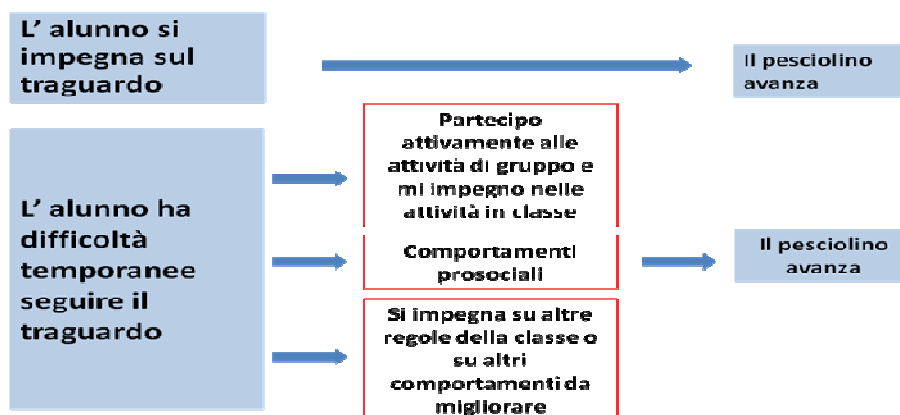 L’ alunno si
impegna sul
traguardo
Il pesciolino
avanza
L’ alunno ha
difficoltà
temporanee
seguire il
traguardo
Partecipo
attivamente alle
attività di gruppo e
mi impegno nelle
attività in classe
Comportamenti
prosociali
Si impegna su altre
regole della classe o
su altri
comportamenti da
migliorare
Il pesciolino
avanza